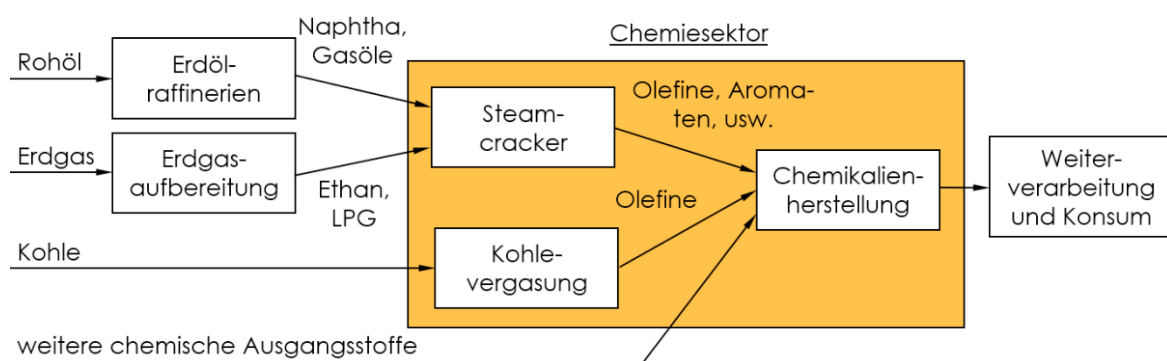 Chemiesektor
Rohöl
Erdöl-
raffinerien
Naphtha,
Gasöle
Erdgas
Erdgas-
aufbereitung
Ethan,
LPG
Steam-
cracker
Olefine, Aroma-
ten, usw.
Kohle
Kohle-
vergasung
Olefine
Chemikalien-
herstellung
Weiter-
verarbeitung
und Konsum
weitere chemische Ausgangsstoffe